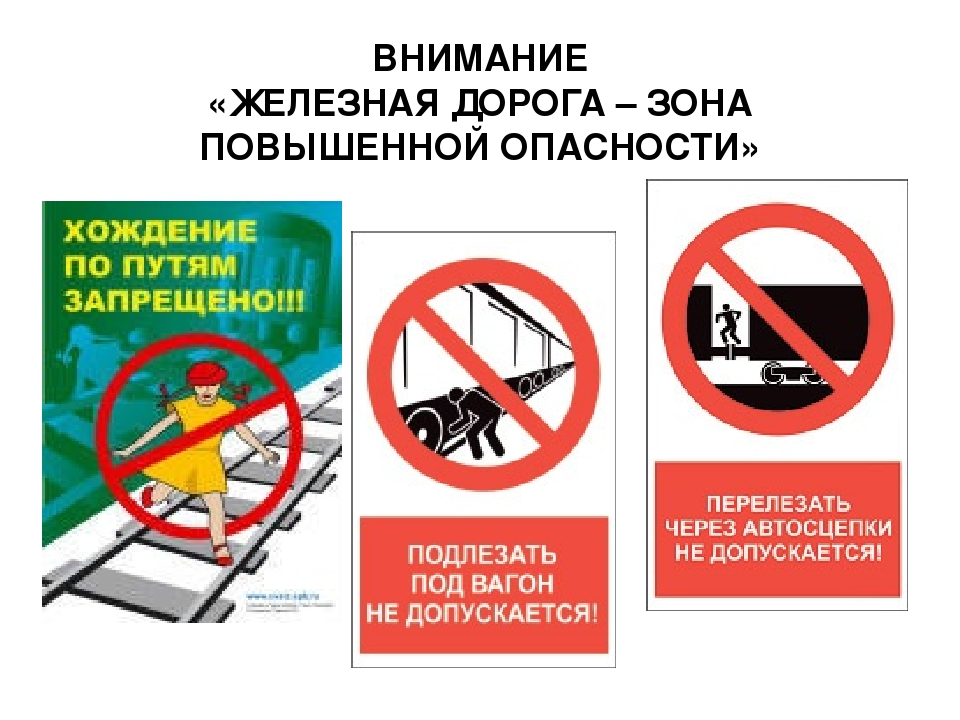 ВНИМАНИЕ
«ЖЕЛЕЗНАЯ ДОРОГА – ЗОНА
ПОВЫШЕННОЙ ОПАСНОСТИ»
ХОЖДЕНИЕ
ПО ПУТЯМ
ЗАПРЕЩЕНО!!!
ПОДЛЕЗАТЬ
ПОД ВАГОН
НЕ ДОПУСКАЕТСЯ!
ПЕРЕЛЕЗАТЬ
ЧЕРЕЗ АВТОСЦЕПКИ
НЕ ДОПУСКАЕТСЯ!